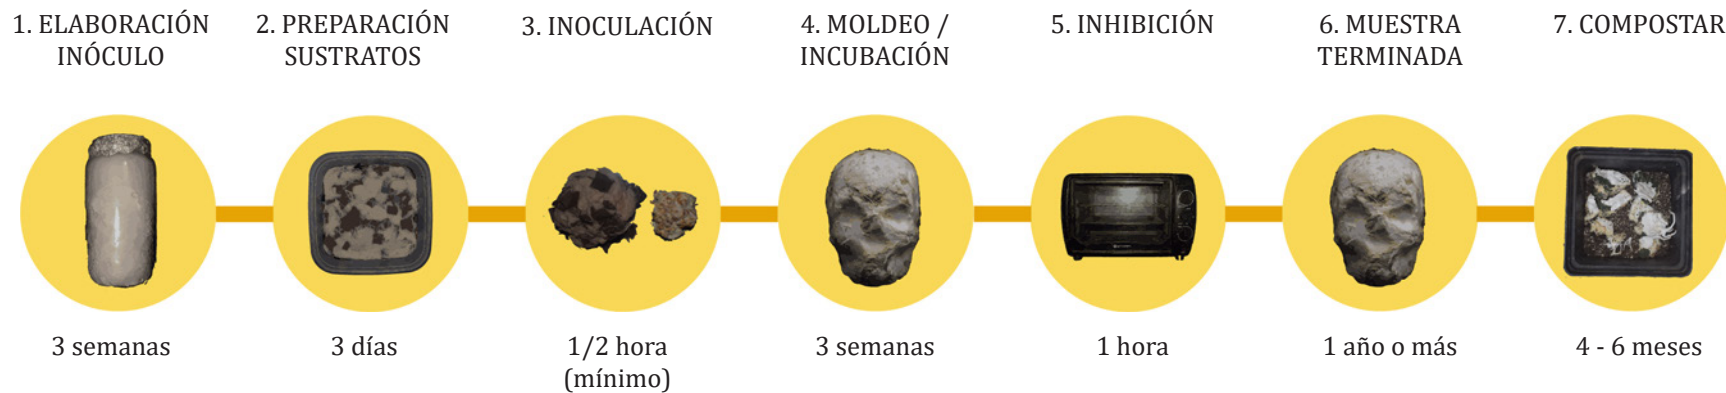 1. ELABORACIÓN
INÓCULO
2. PREPARACIÓN
SUSTRATOS
3. INOCULACIÓN
4. MOLDEO /
INCUBACIÓN
5. INHIBICIÓN
6. MUESTRA
TERMINADA
7. COMPOSTAR
3 semanas
3 días
1/2 hora
(mínimo)
3 semanas
1 hora
1 año o más
4 - 6 meses